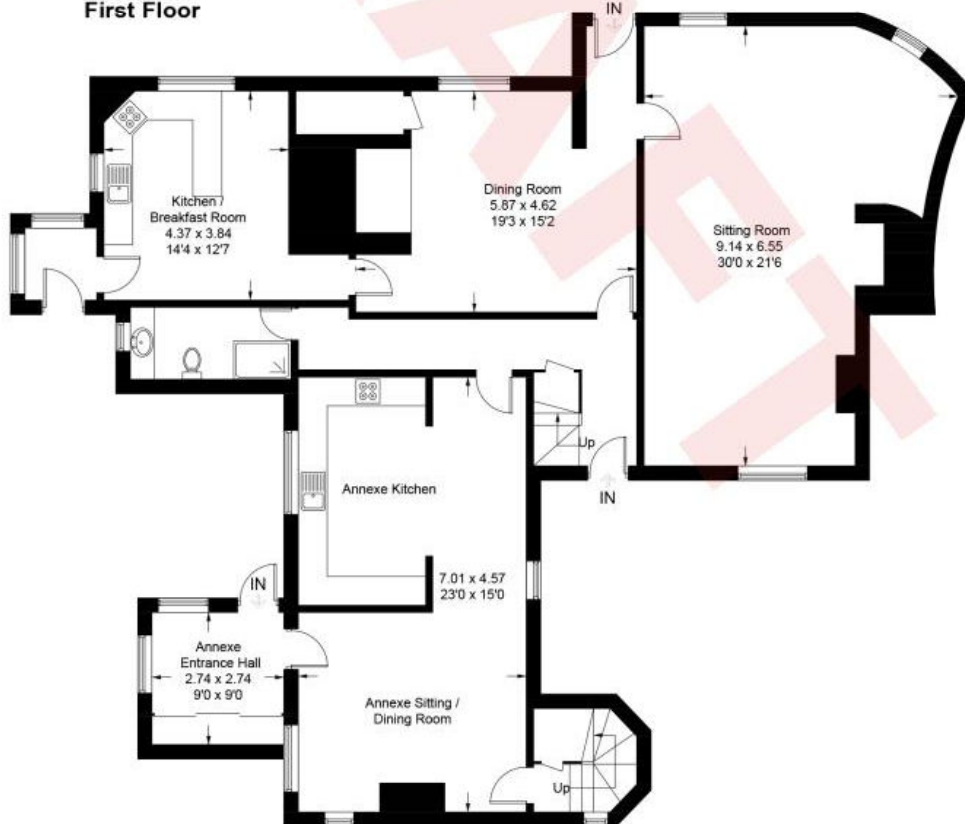 First Floor
IN
Kitchen /
Breakfast Room
4.37 x 3.84
14'4 x 12'7
Dining Room
5.87 x 4.62
19'3 x 15'2
Sitting Room
9.14 x 6.55
30'0 x 21'6
Up
IN
Annexe Kitchen
7.01 x 4.57
23'0 x 15'0
IN
Annexe
Entrance Hall
2.74 x 2.74
9'0 x 9'0
Annexe Sitting /
Dining Room
Up